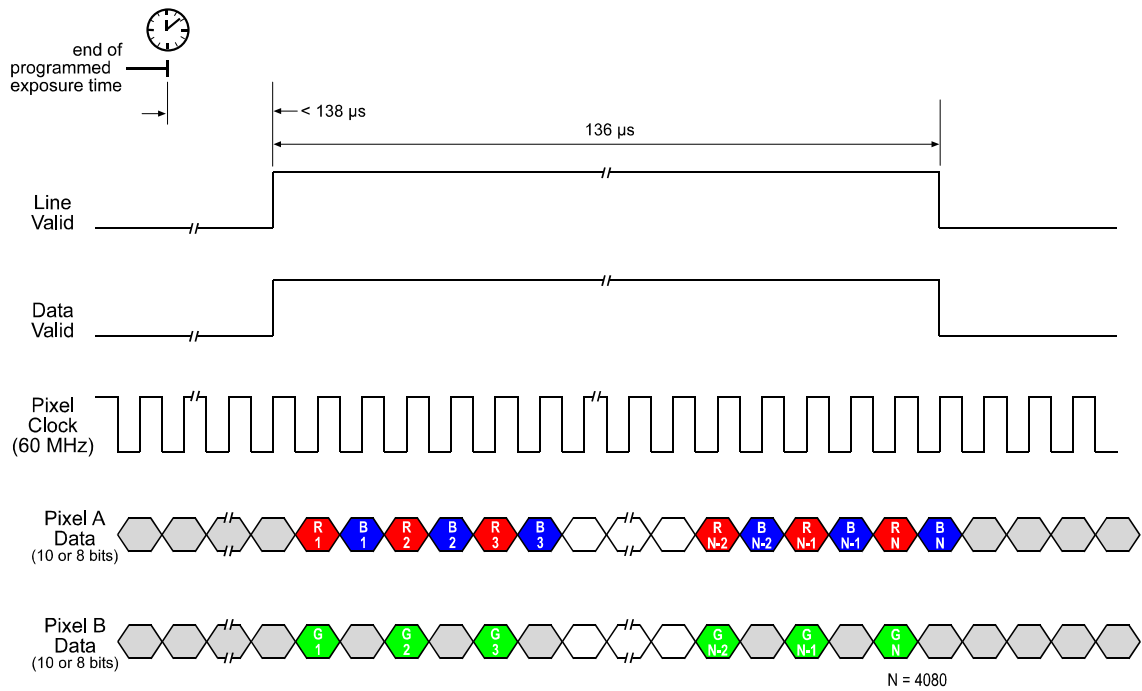 end of
programmed
exposure time
< 138 µs
136 µs
Line
Valid
Data
Valid
Pixel
Clock
(60 MHz)
Pixel A
Data
(10 or 8 bits)
R 1
B 1
R 2
B 2
R 3
B 3
R N-2
B N-2
R N-1
B N-1
R N
B N
Pixel B
Data
(10 or 8 bits)
G 1
G 2
G 3
G N-2
G N-1
G N
N = 4080